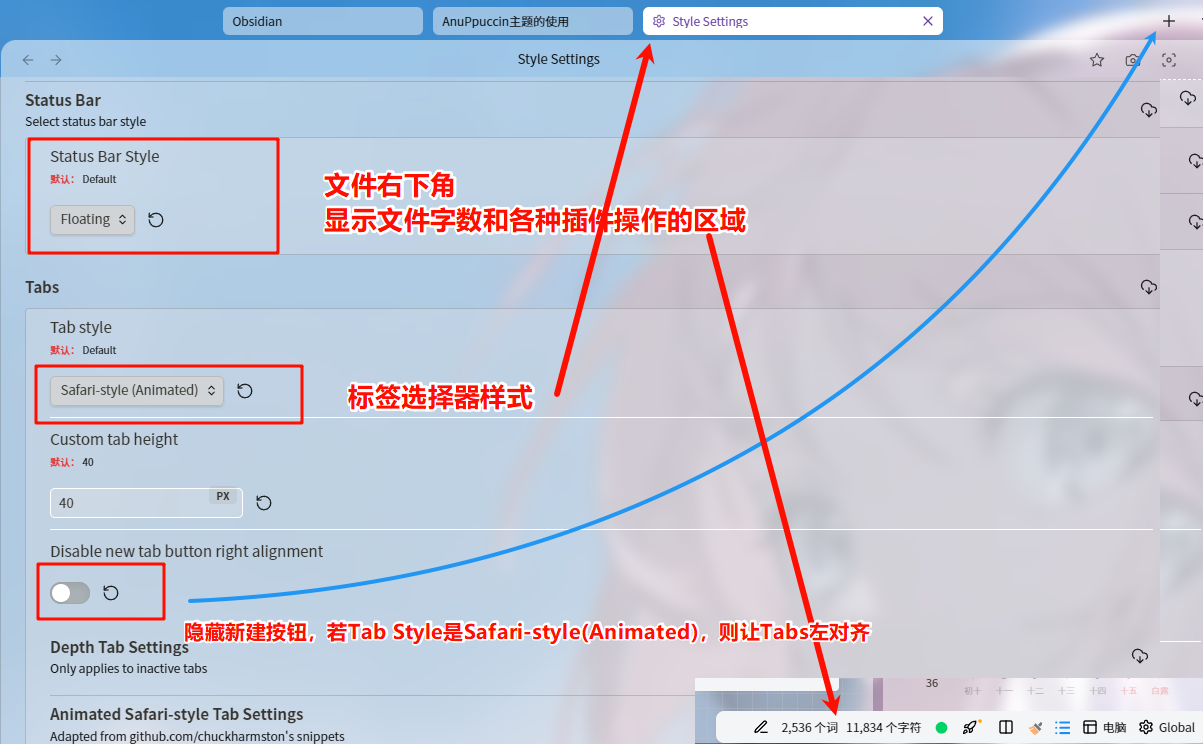 Obsidian
AnuPpuccin主题的使用
Style Settings
Style Settings
Status Bar
Select status bar style
Status Bar Style
默认： Default
Floating
文件右下角
显示文件字数和各种插件操作的区域
Tabs
Tab style
默认： Default
Safari-style (Animated)
标签选择器样式
Custom tab height
默认： 40
40
PX
Disable new tab button right alignment
隐藏新建按钮，若Tab Style是Safari-style(Animated)，则让Tabs左对齐
Depth Tab Settings
Only applies to inactive tabs
Animated Safari-style Tab Settings
Adapted from github.com/chuckharmston's snippets
36
初十 十一 十二 十三 十四 十五 白露
2,536 个词 11,834 个字符 电脑 Global